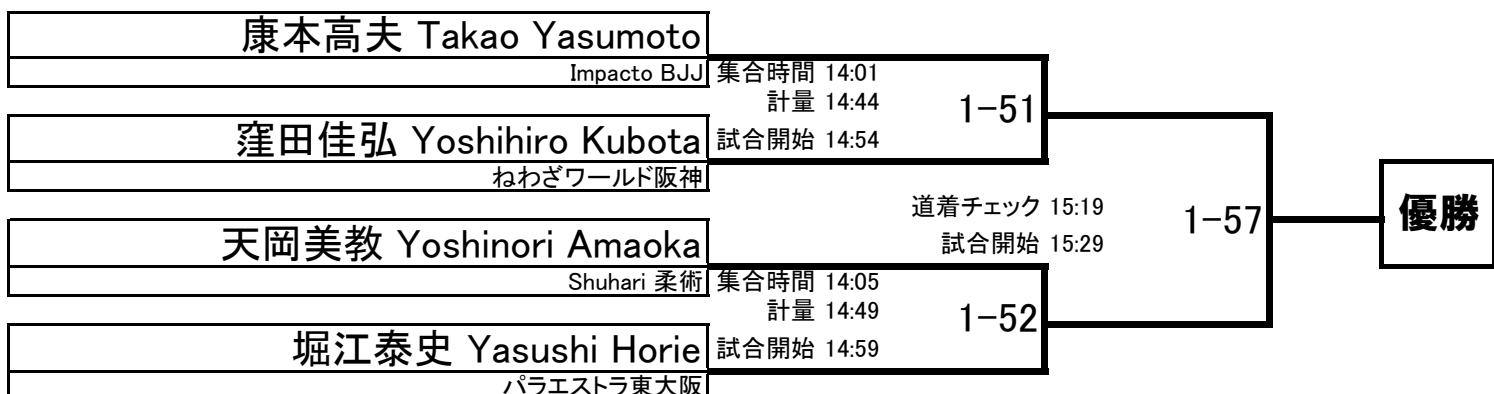 康本高夫 Takao Yasumoto
Impacto BJJ
集合時間 14:01
計量 14:44
1-51
窪田佳弘 Yoshihiro Kubota
試合開始 14:54
ねわざワールド阪神
道着チェック 15:19
1-57
優勝
試合開始 15:29
天岡美教 Yoshinori Amaoka
Shuhari 柔術
集合時間 14:05
計量 14:49
1-52
堀江泰史 Yasushi Horie
試合開始 14:59
パラエストラ東大阪